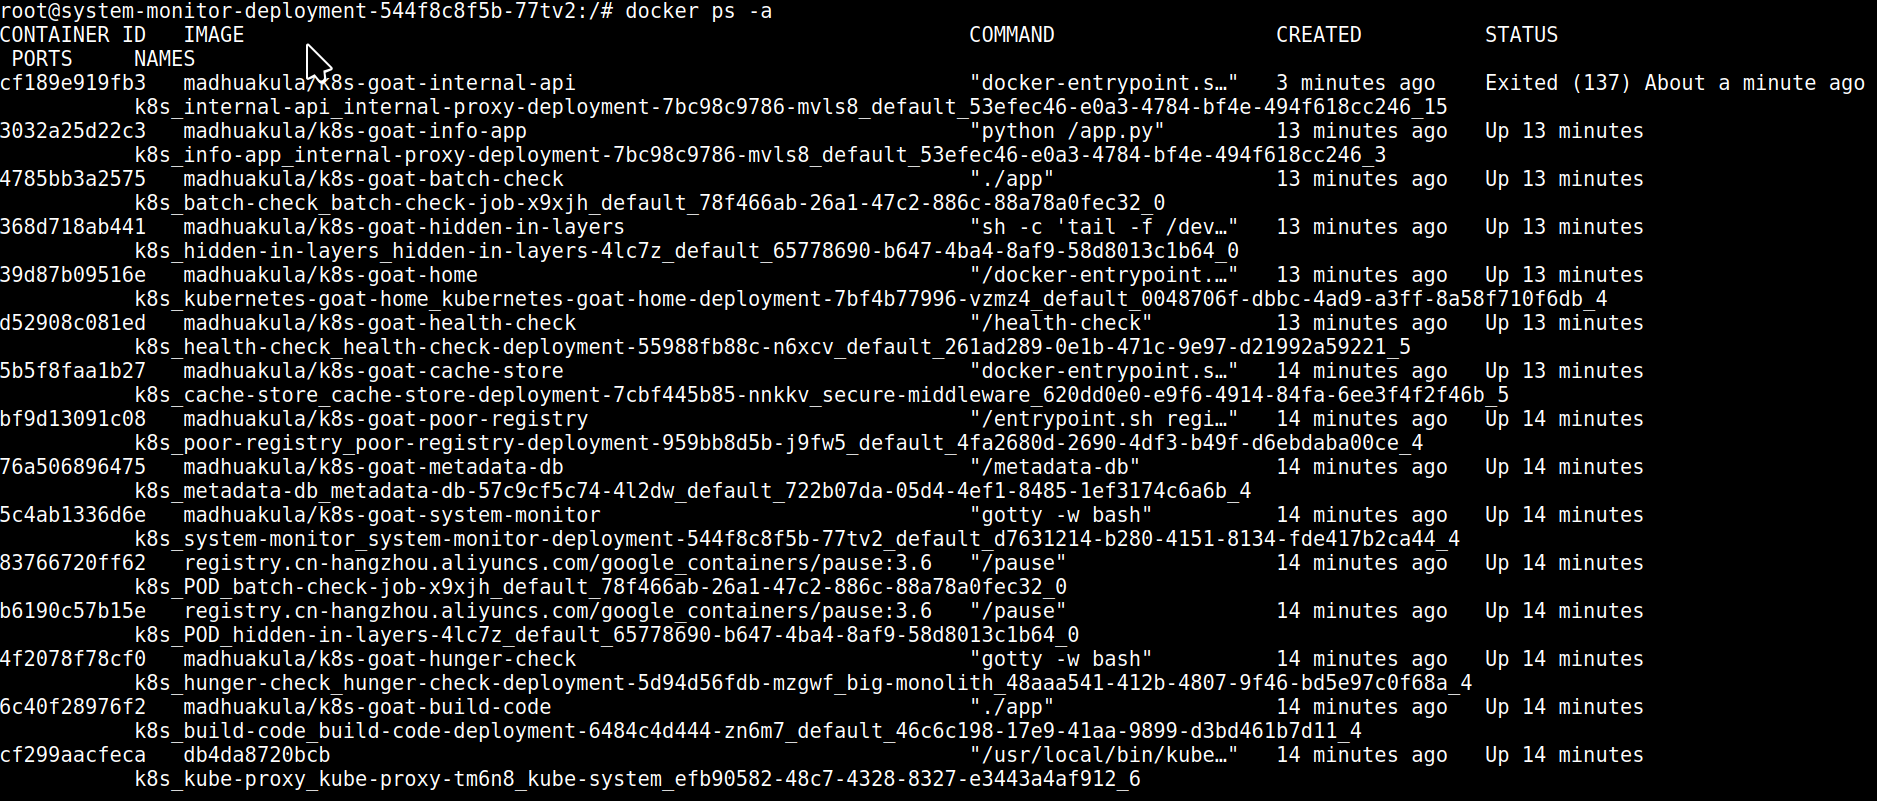 root@system-monitor-deployment-544f8c8f5b-77tv2:/# docker ps -a
CONTAINER ID   IMAGE                                                           COMMAND                  CREATED          STATUS
 PORTS     NAMES
cf189e919fb3   madhuakula/k8s-goat-internal-api                                "docker-entrypoint.s…"   3 minutes ago    Exited (137) About a minute ago
           k8s_internal-api_internal-proxy-deployment-7bc98c9786-mvls8_default_53efec46-e0a3-4784-bf4e-494f618cc246_15
3032a25d22c3   madhuakula/k8s-goat-info-app                                    "python /app.py"         13 minutes ago   Up 13 minutes
           k8s_info-app_internal-proxy-deployment-7bc98c9786-mvls8_default_53efec46-e0a3-4784-bf4e-494f618cc246_3
4785bb3a2575   madhuakula/k8s-goat-batch-check                                 "./app"                  13 minutes ago   Up 13 minutes
           k8s_batch-check_batch-check-job-x9xjh_default_78f466ab-26a1-47c2-886c-88a78a0fec32_0
368d718ab441   madhuakula/k8s-goat-hidden-in-layers                            "sh -c 'tail -f /dev…"   13 minutes ago   Up 13 minutes
           k8s_hidden-in-layers_hidden-in-layers-4lc7z_default_65778690-b647-4ba4-8af9-58d8013c1b64_0
39d87b09516e   madhuakula/k8s-goat-home                                        "/docker-entrypoint.…"   13 minutes ago   Up 13 minutes
           k8s_kubernetes-goat-home_kubernetes-goat-home-deployment-7bf4b77996-vzmz4_default_0048706f-dbbc-4ad9-a3ff-8a58f710f6db_4
d52908c081ed   madhuakula/k8s-goat-health-check                                "/health-check"          13 minutes ago   Up 13 minutes
           k8s_health-check_health-check-deployment-55988fb88c-n6xcv_default_261ad289-0e1b-471c-9e97-d21992a59221_5
5b5f8faa1b27   madhuakula/k8s-goat-cache-store                                 "docker-entrypoint.s…"   14 minutes ago   Up 13 minutes
           k8s_cache-store_cache-store-deployment-7cbf445b85-nnkkv_secure-middleware_620dd0e0-e9f6-4914-84fa-6ee3f4f2f46b_5
bf9d13091c08   madhuakula/k8s-goat-poor-registry                               "/entrypoint.sh regi…"   14 minutes ago   Up 14 minutes
           k8s_poor-registry_poor-registry-deployment-959bb8d5b-j9fw5_default_4fa2680d-2690-4df3-b49f-d6ebdaba00ce_4
76a506896475   madhuakula/k8s-goat-metadata-db                                 "/metadata-db"           14 minutes ago   Up 14 minutes
           k8s_metadata-db_metadata-db-57c9cf5c74-4l2dw_default_722b07da-05d4-4ef1-8485-1ef3174c6a6b_4
5c4ab1336d6e   madhuakula/k8s-goat-system-monitor                              "gotty -w bash"          14 minutes ago   Up 14 minutes
           k8s_system-monitor_system-monitor-deployment-544f8c8f5b-77tv2_default_d7631214-b280-4151-8134-fde417b2ca44_4
83766720ff62   registry.cn-hangzhou.aliyuncs.com/google_containers/pause:3.6   "/pause"                 14 minutes ago   Up 14 minutes
           k8s_POD_batch-check-job-x9xjh_default_78f466ab-26a1-47c2-886c-88a78a0fec32_0
b6190c57b15e   registry.cn-hangzhou.aliyuncs.com/google_containers/pause:3.6   "/pause"                 14 minutes ago   Up 14 minutes
           k8s_POD_hidden-in-layers-4lc7z_default_65778690-b647-4ba4-8af9-58d8013c1b64_0
4f2078f78cf0   madhuakula/k8s-goat-hunger-check                                "gotty -w bash"          14 minutes ago   Up 14 minutes
           k8s_hunger-check_hunger-check-deployment-5d94d56fdb-mzgwf_big-monolith_48aaa541-412b-4807-9f46-bd5e97c0f68a_4
6c40f28976f2   madhuakula/k8s-goat-build-code                                  "./app"                  14 minutes ago   Up 14 minutes
           k8s_build-code_build-code-deployment-6484c4d444-zn6m7_default_46c6c198-17e9-41aa-9899-d3bd461b7d11_4
cf299aacfeca   db4da8720bcb                                                    "/usr/local/bin/kube…"   14 minutes ago   Up 14 minutes
           k8s_kube-proxy_kube-proxy-tm6n8_kube-system_efb90582-48c7-4328-8327-e3443a4af912_6